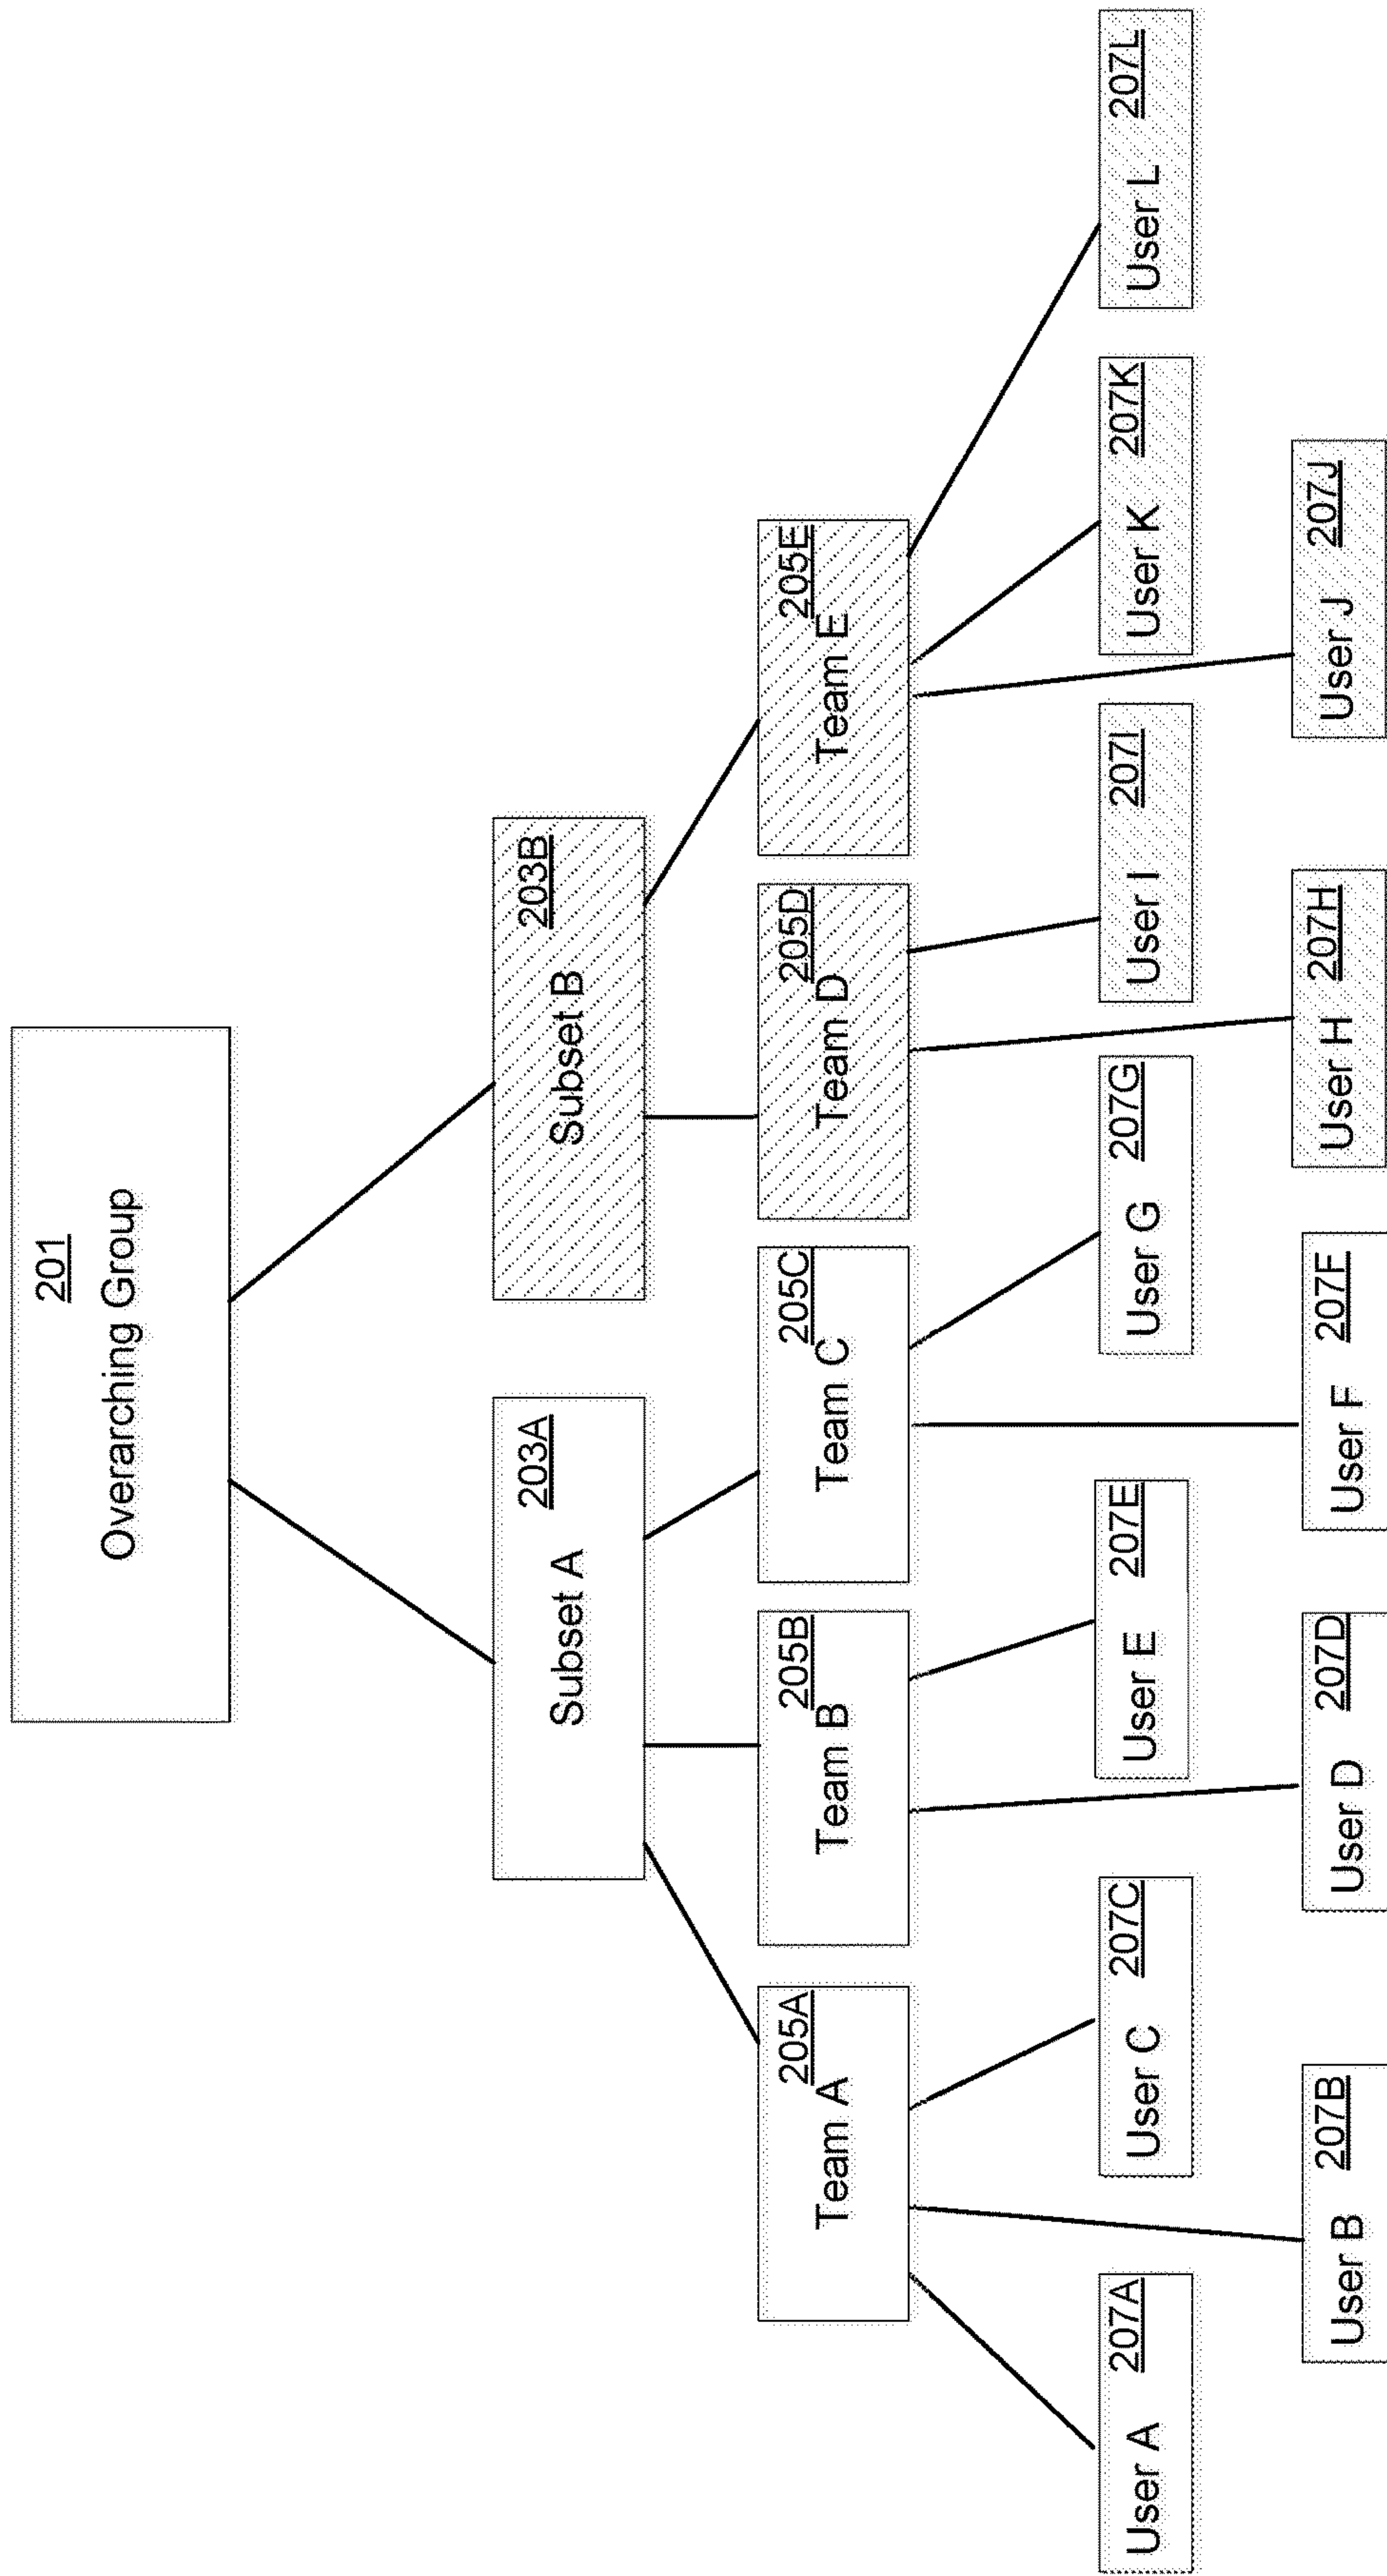 201
Overarching Group
203A
Subset A
203B
Subset B
205A
Team A
205B
Team B
205C
Team C
205D
Team D
205E
Team E
User A 207A
User C 207C
User E 207E
User G 207G
User I 207I
User K 207K
User L 207L
User B 207B
User D 207D
User F 207F
User H 207H
User J 207J